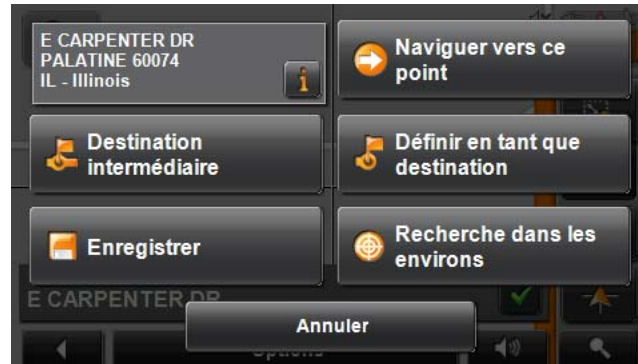 E CARPENTER DR
PALATINE 60074
IL - Illinois
i
Naviguer vers ce
point
Destination
intermédiaire
Définir en tant que
destination
Enregistrer
Recherche dans les
environs
E CARPENTER DR
Annuler
Options